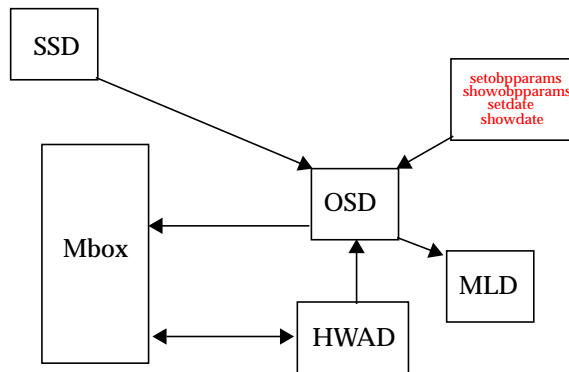 SSD
setobpparams
showobpparams
setdate
showdate
OSD
Mbox
MLD
HWAD